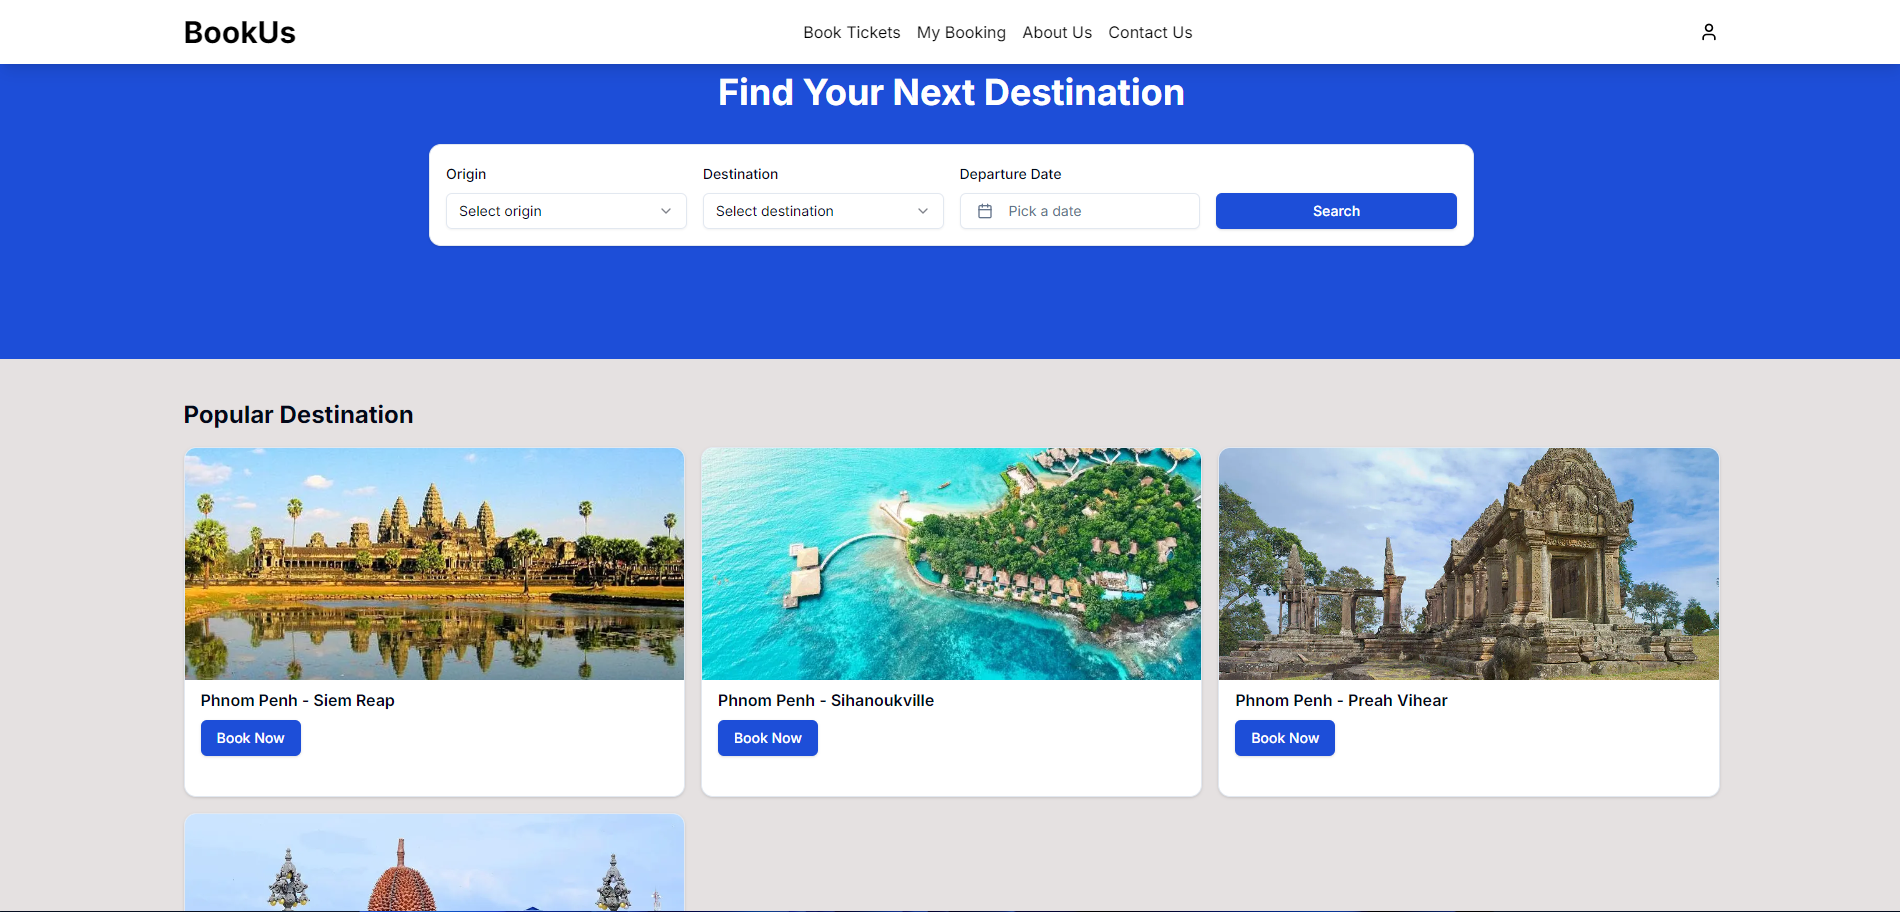 BookUs
Book Tickets My Booking About Us Contact Us
Find Your Next Destination
Origin Destination Departure Date
Select origin Select destination Pick a date Search
Popular Destination
Phnom Penh - Siem Reap
Book Now
Phnom Penh - Sihanoukville
Book Now
Phnom Penh - Preah Vihear
Book Now